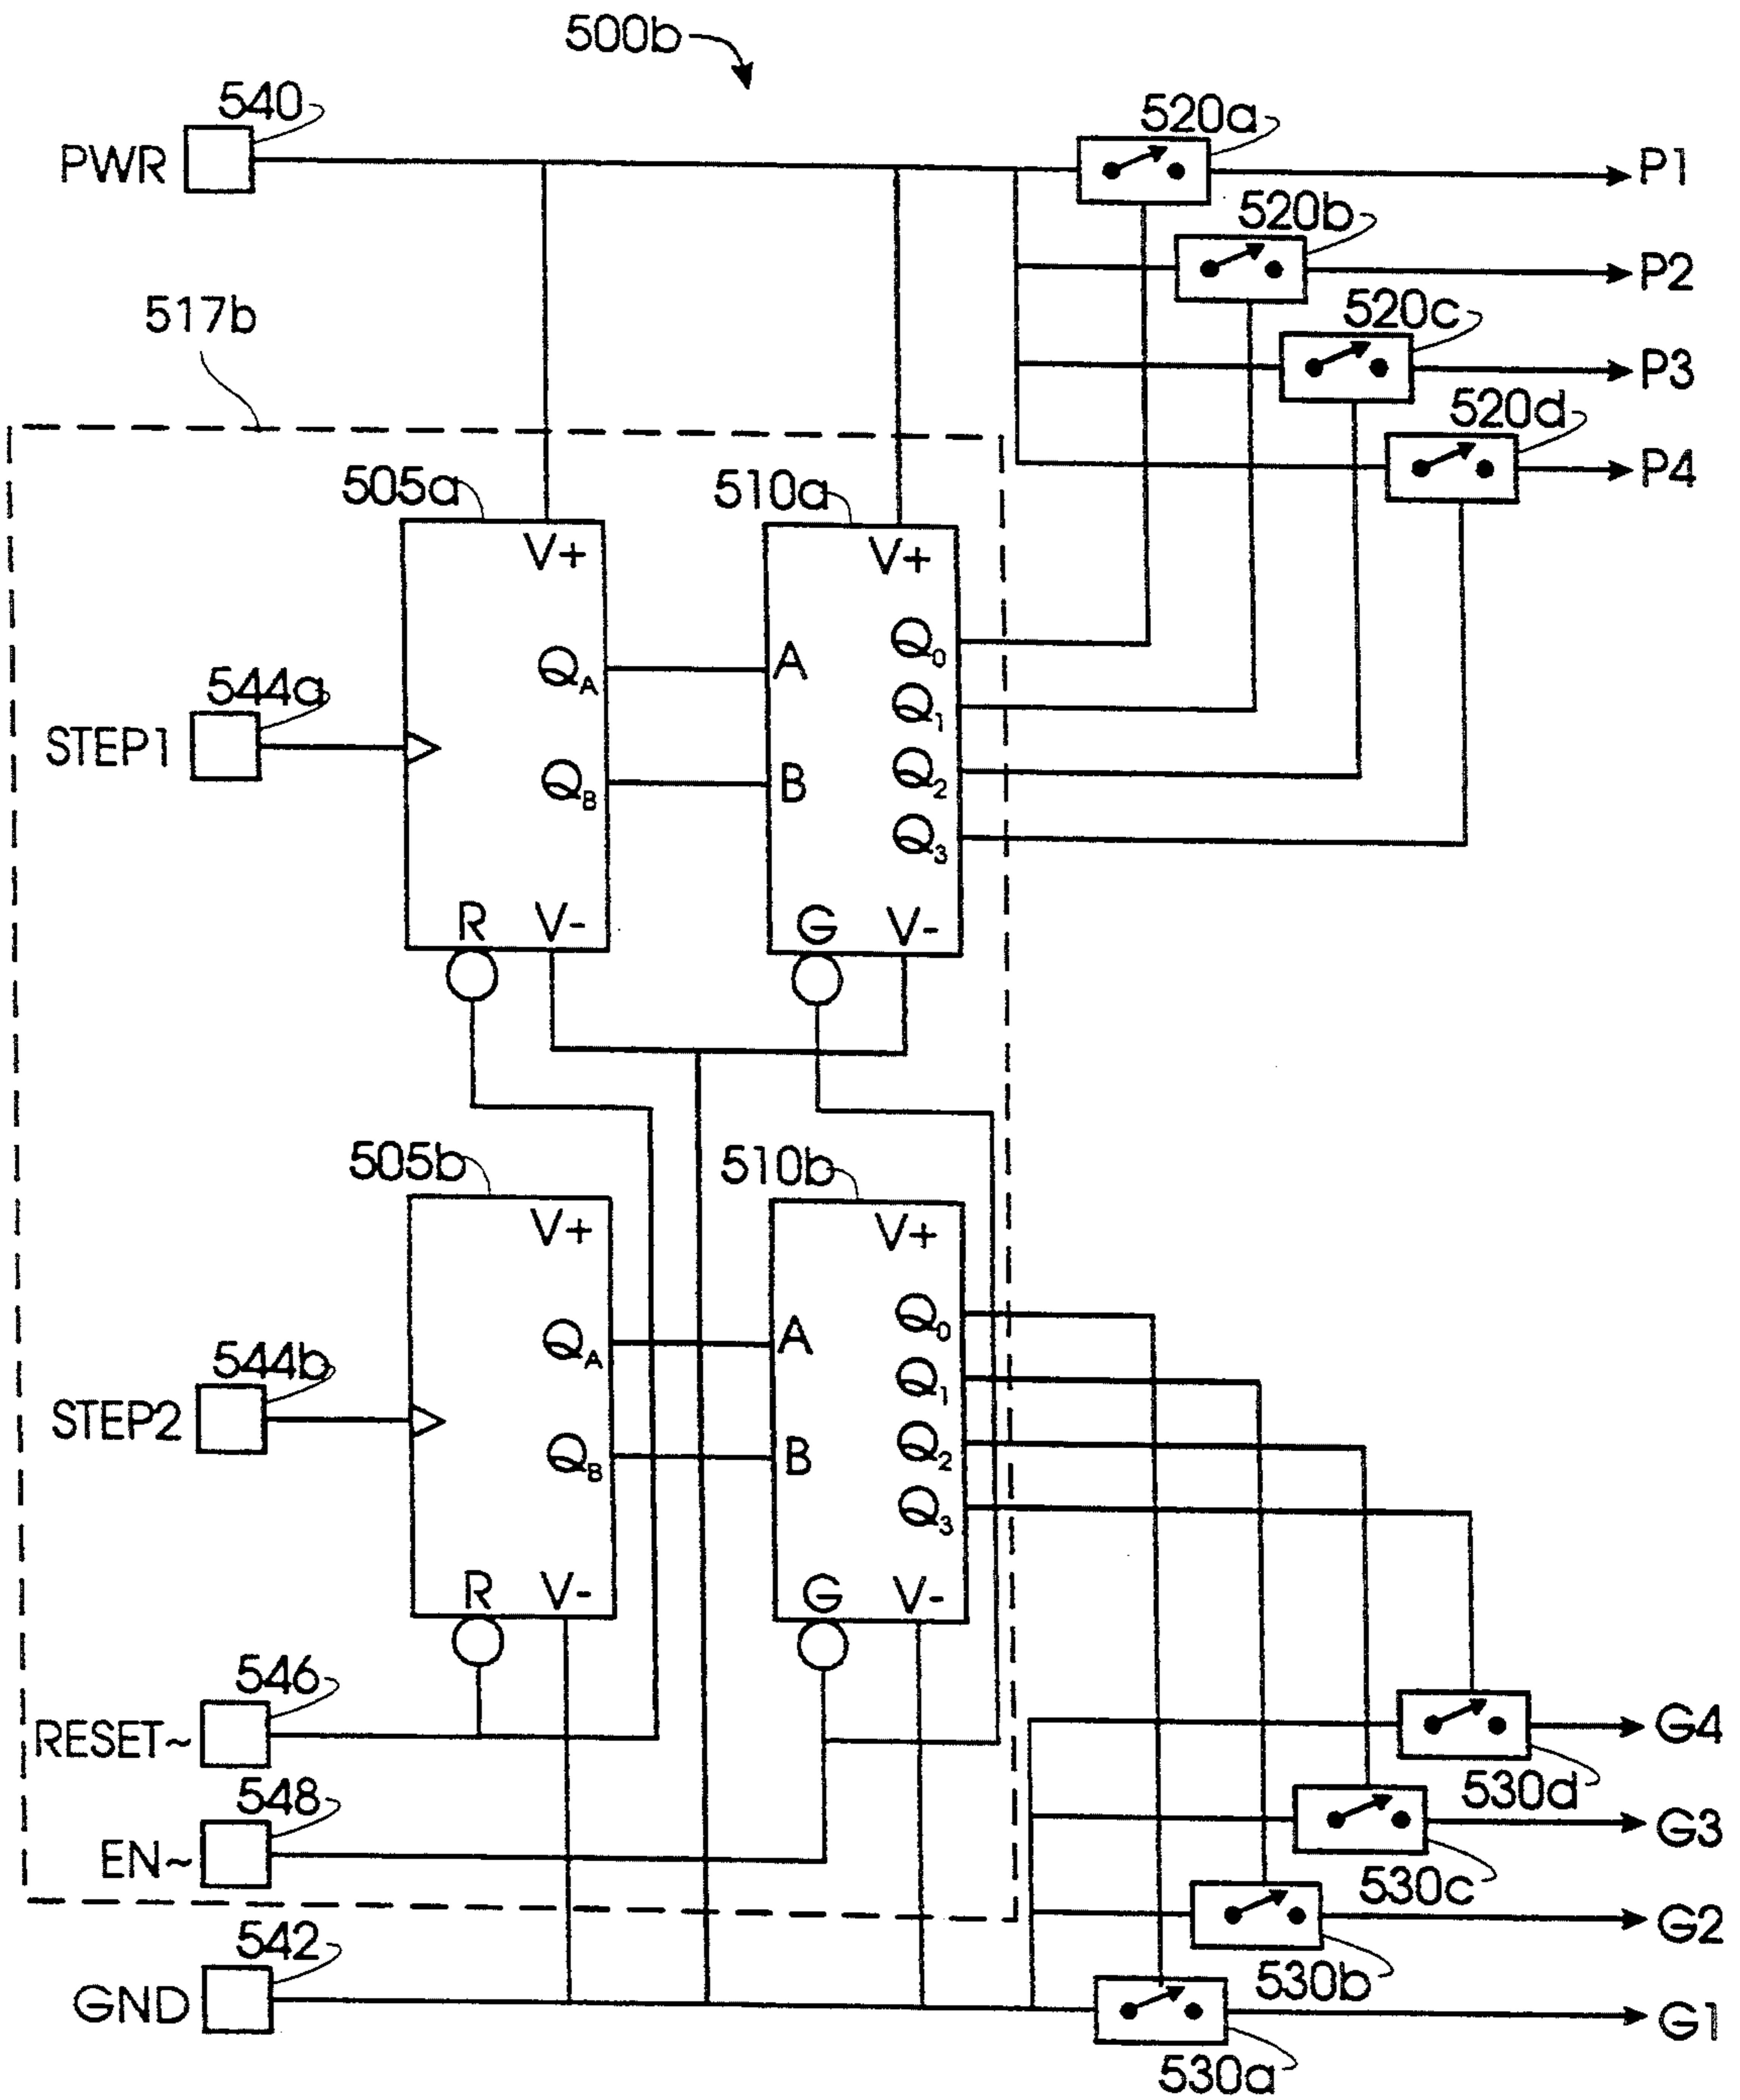 500b
540
PWR
520a
P1
520b
P2
517b
520c
P3
520d
P4
505a
510a
V+
V+
Q0
QA
A
Q1
544a
STEP1
Q2
QB
B
Q3
R
V-
G
V-
505b
510b
V+
V+
Q0
QA
A
Q1
544b
STEP2
Q2
QB
B
Q3
R
V-
G
V-
546
RESET~
G4
530d
548
G3
EN~
530c
542
G2
530b
GND
G1
530a